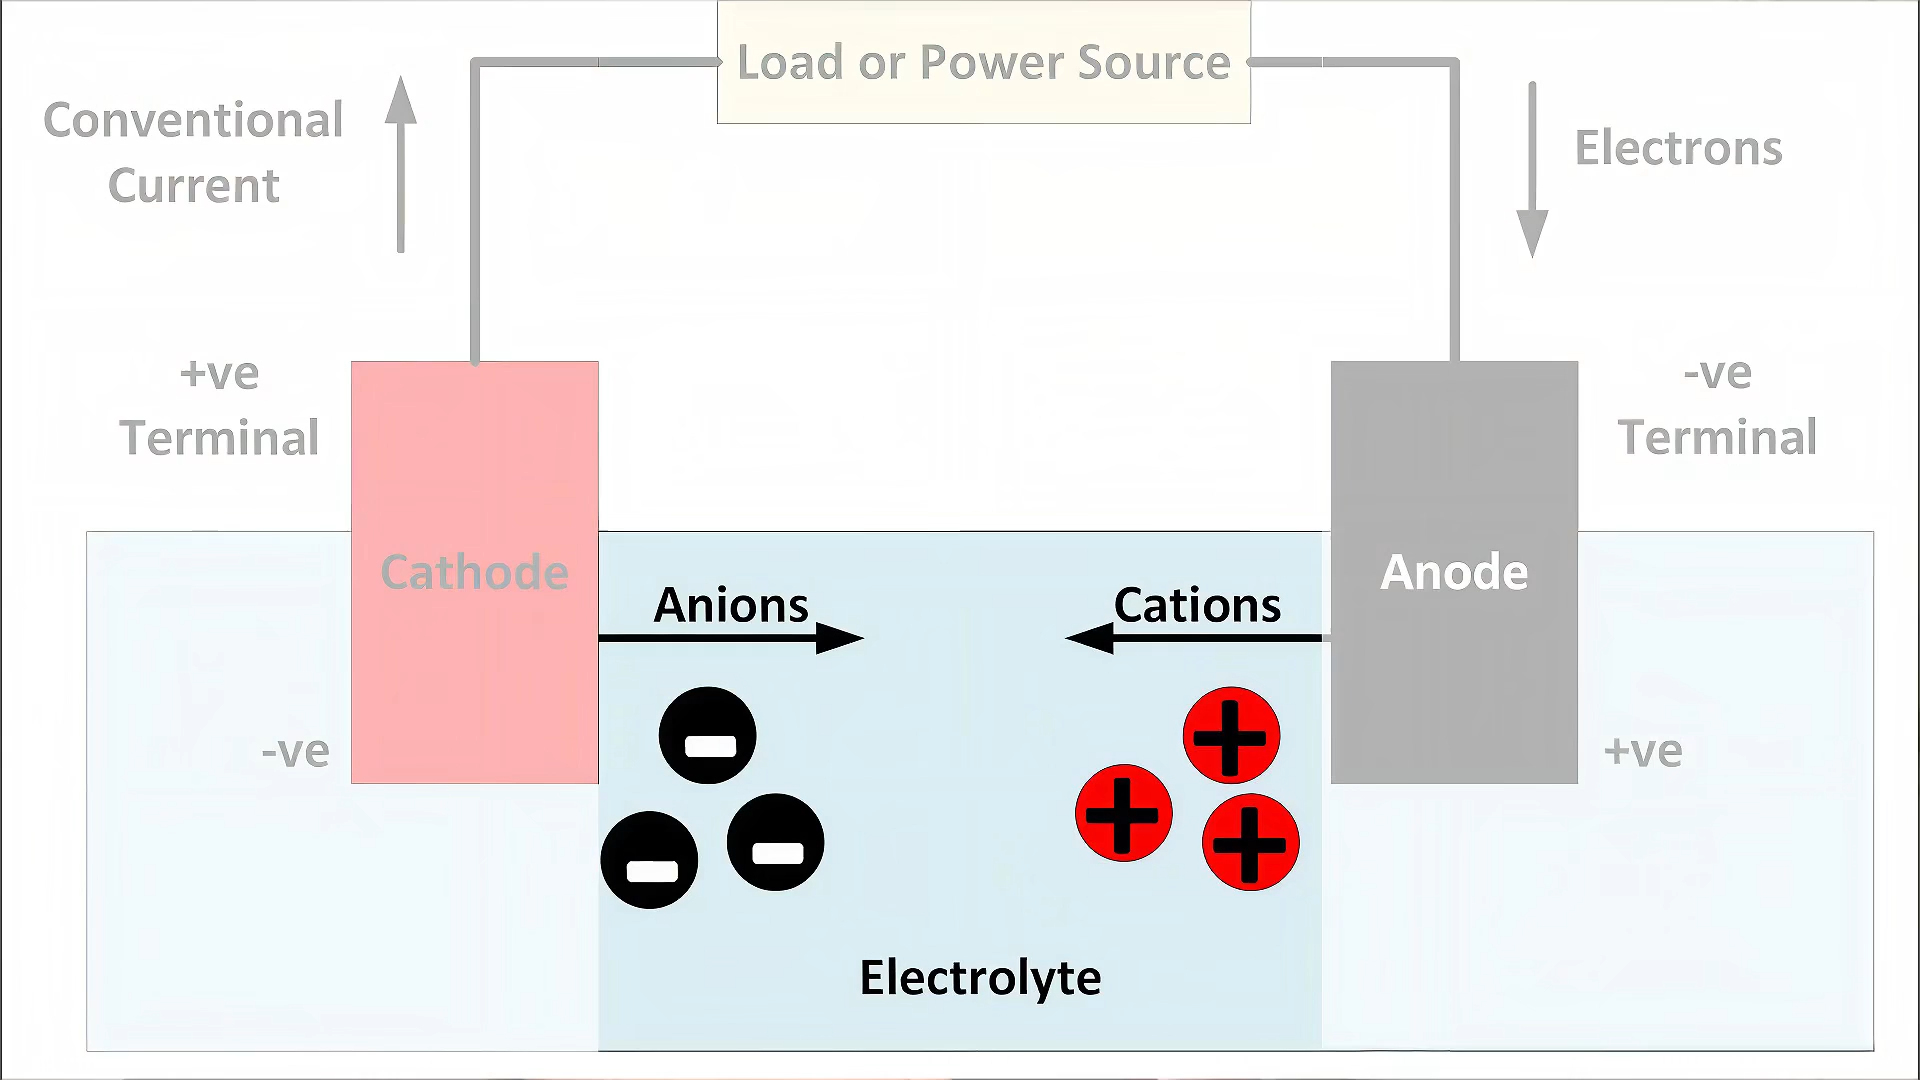 Load or Power Source
Conventional
Current
Electrons
+ve
Terminal
-ve
Terminal
Cathode
Anode
Anions
Cations
-ve
+ve
Electrolyte